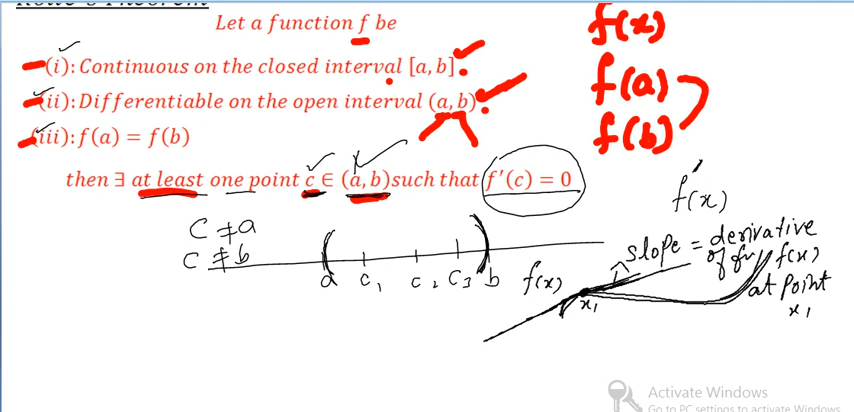 Rolle's Theorem
Let a function f be
(i): Continuous on the closed interval [a, b].
(ii): Differentiable on the open interval (a, b).
(iii): f(a) = f(b)
then ∃ at least one point c ∈ (a, b) such that f′(c) = 0
f(x)
f(a)
f(b)
f'(x)
C ≠ a
C ≠ b
a c₁ c₂ c₃ b
f(x)
x₁
slope = derivative
of fn f(x)
at point
x₁
Activate Windows
Go to PC settings to activate Windows